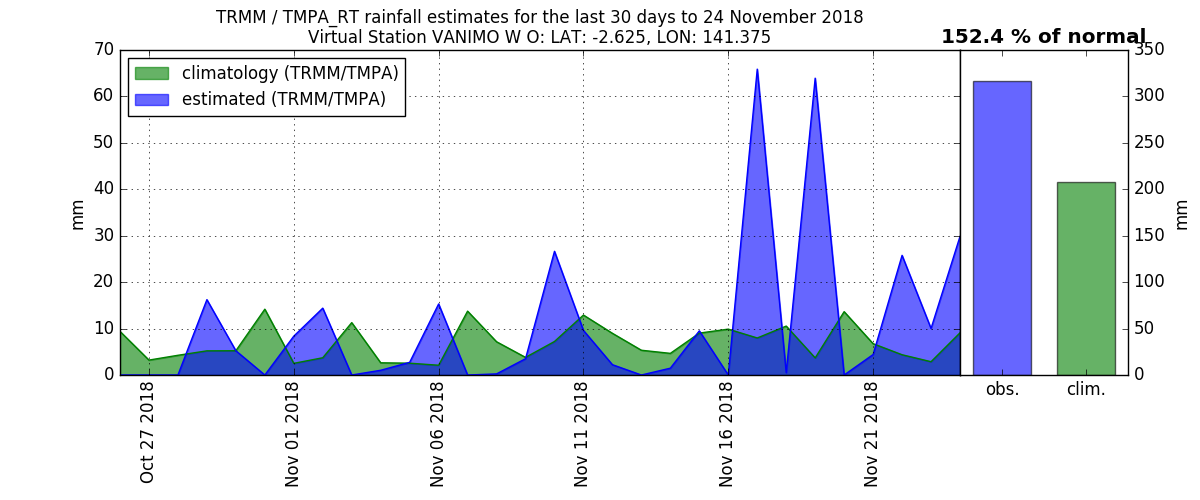 TRMM / TMPA_RT rainfall estimates for the last 30 days to 24 November 2018
Virtual Station VANIMO W O: LAT: -2.625, LON: 141.375
152.4 % of normal
climatology (TRMM/TMPA)
estimated (TRMM/TMPA)
70
60
50
40
30
20
10
0
mm
Oct 27 2018
Nov 01 2018
Nov 06 2018
Nov 11 2018
Nov 16 2018
Nov 21 2018
obs.
clim.
350
300
250
200
150
100
50
0
mm